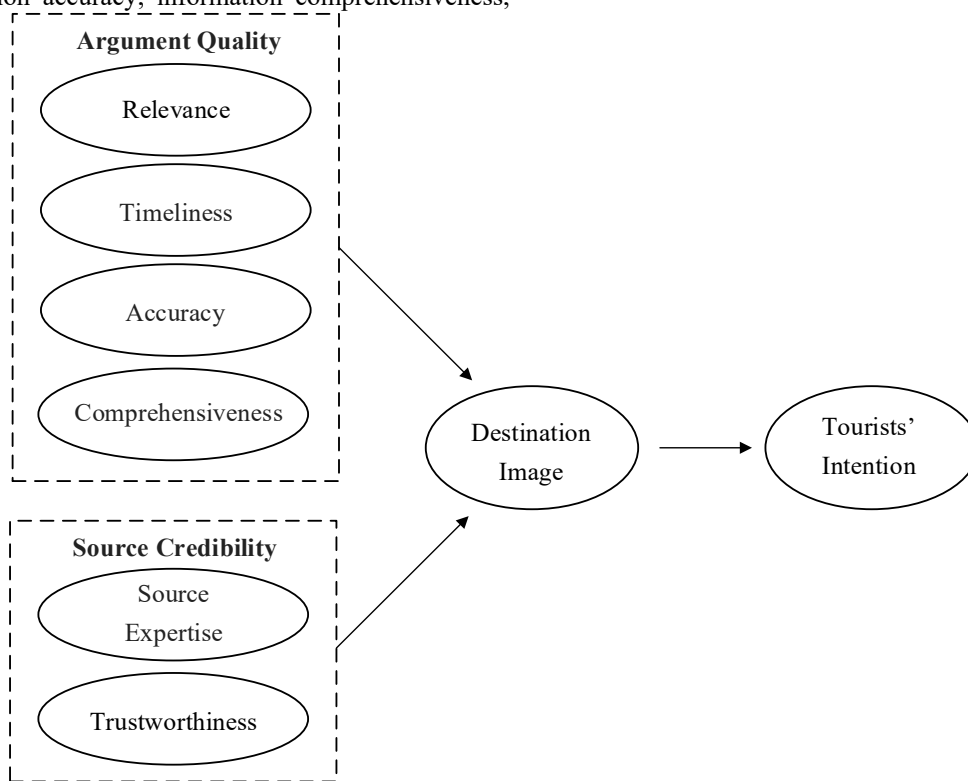 accuracy, information comprehensiveness,
Argument Quality
Relevance
Timeliness
Accuracy
Comprehensiveness
Source Credibility
Source
Expertise
Trustworthiness
Destination
Image
Tourists’
Intention